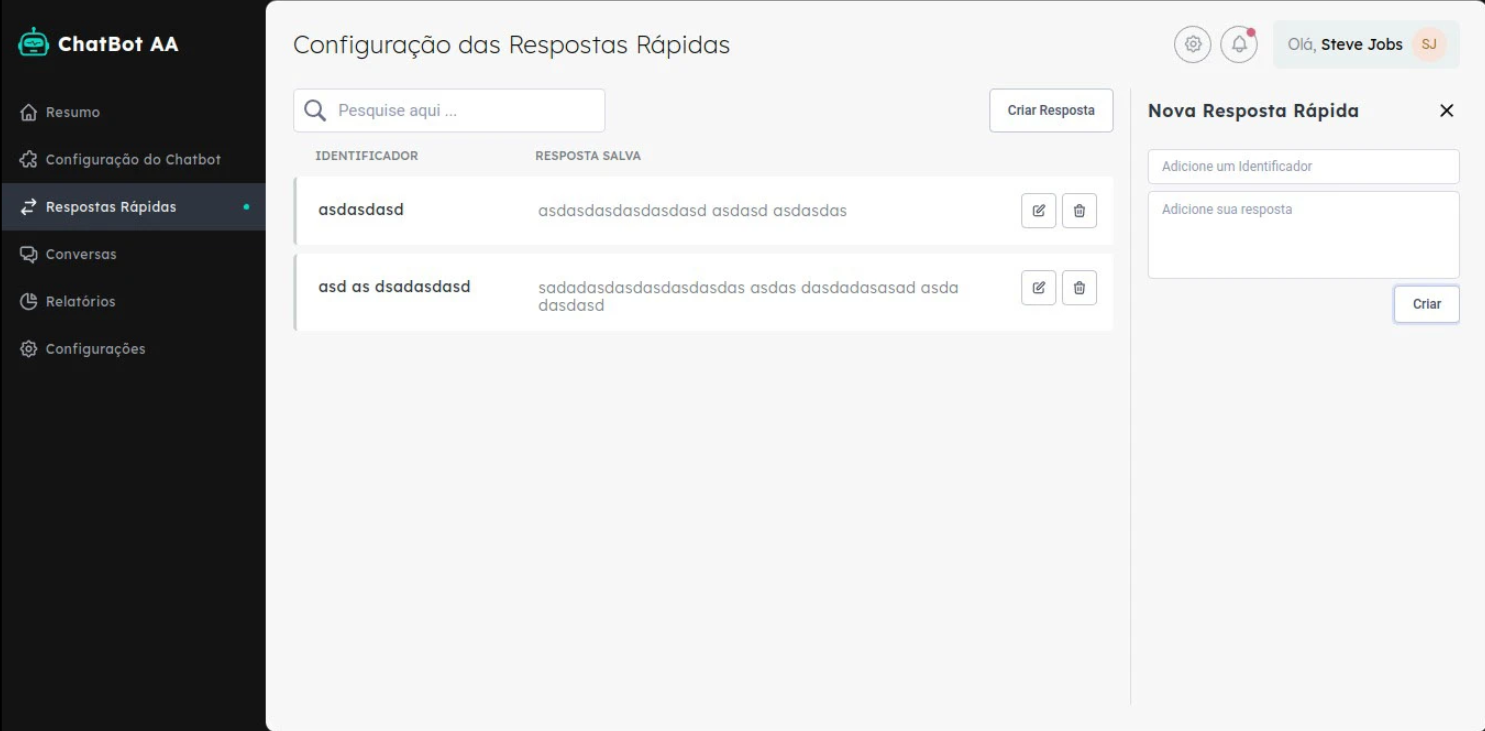 ChatBot AA
Resumo
Configuração do Chatbot
Respostas Rápidas
Conversas
Relatórios
Configurações
Configuração das Respostas Rápidas
Olá, Steve Jobs SJ
Pesquise aqui ...
Criar Resposta
IDENTIFICADOR RESPOSTA SALVA
asdasdasd asdasdasdasdasdasd asdasd asdasdas
asd as dsadasdasd sadadasdasdasdasdasdas asdas dasdadasasad asda
dasdasd
Nova Resposta Rápida
Adicione um Identificador
Adicione sua resposta
Criar